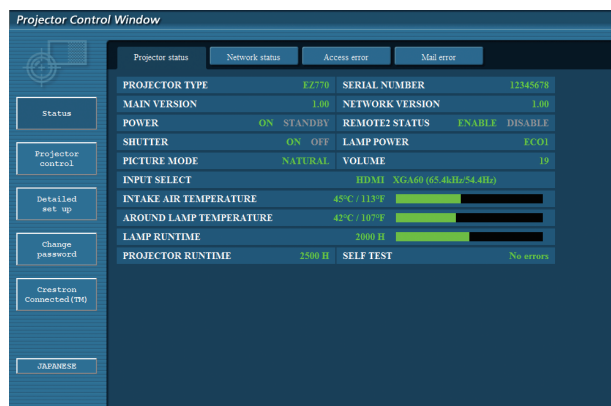 Projector Control Window
Projector status Network status Access error Mail error
Status
Projector control
Detailed set up
Change password
Crestron Connected(TM)
JAPANESE
PROJECTOR TYPE EZ770 SERIAL NUMBER 12345678
MAIN VERSION 1.00 NETWORK VERSION 1.00
POWER ON STANDBY REMOTE2 STATUS ENABLE DISABLE
SHUTTER ON OFF LAMP POWER ECO1
PICTURE MODE NATURAL VOLUME 19
INPUT SELECT HDMI XGA60 (65.4kHz/54.4Hz)
INTAKE AIR TEMPERATURE 45°C / 113°F
AROUND LAMP TEMPERATURE 42°C / 107°F
LAMP RUNTIME 2000 H
PROJECTOR RUNTIME 2500 H SELF TEST No errors